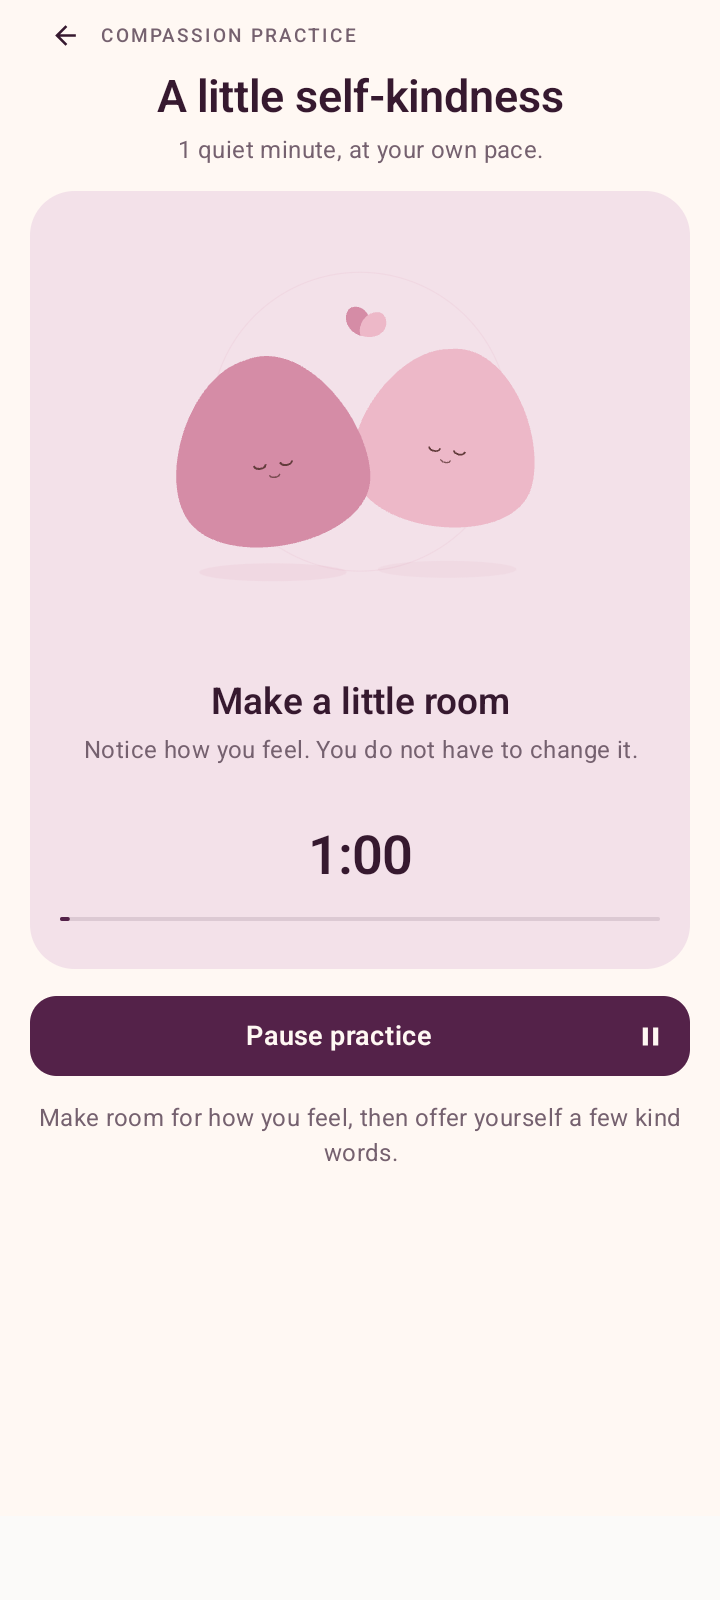 COMPASSION PRACTICE
A little self-kindness
1 quiet minute, at your own pace.
Make a little room
Notice how you feel. You do not have to change it.
1:00
Pause practice
Make room for how you feel, then offer yourself a few kind
words.